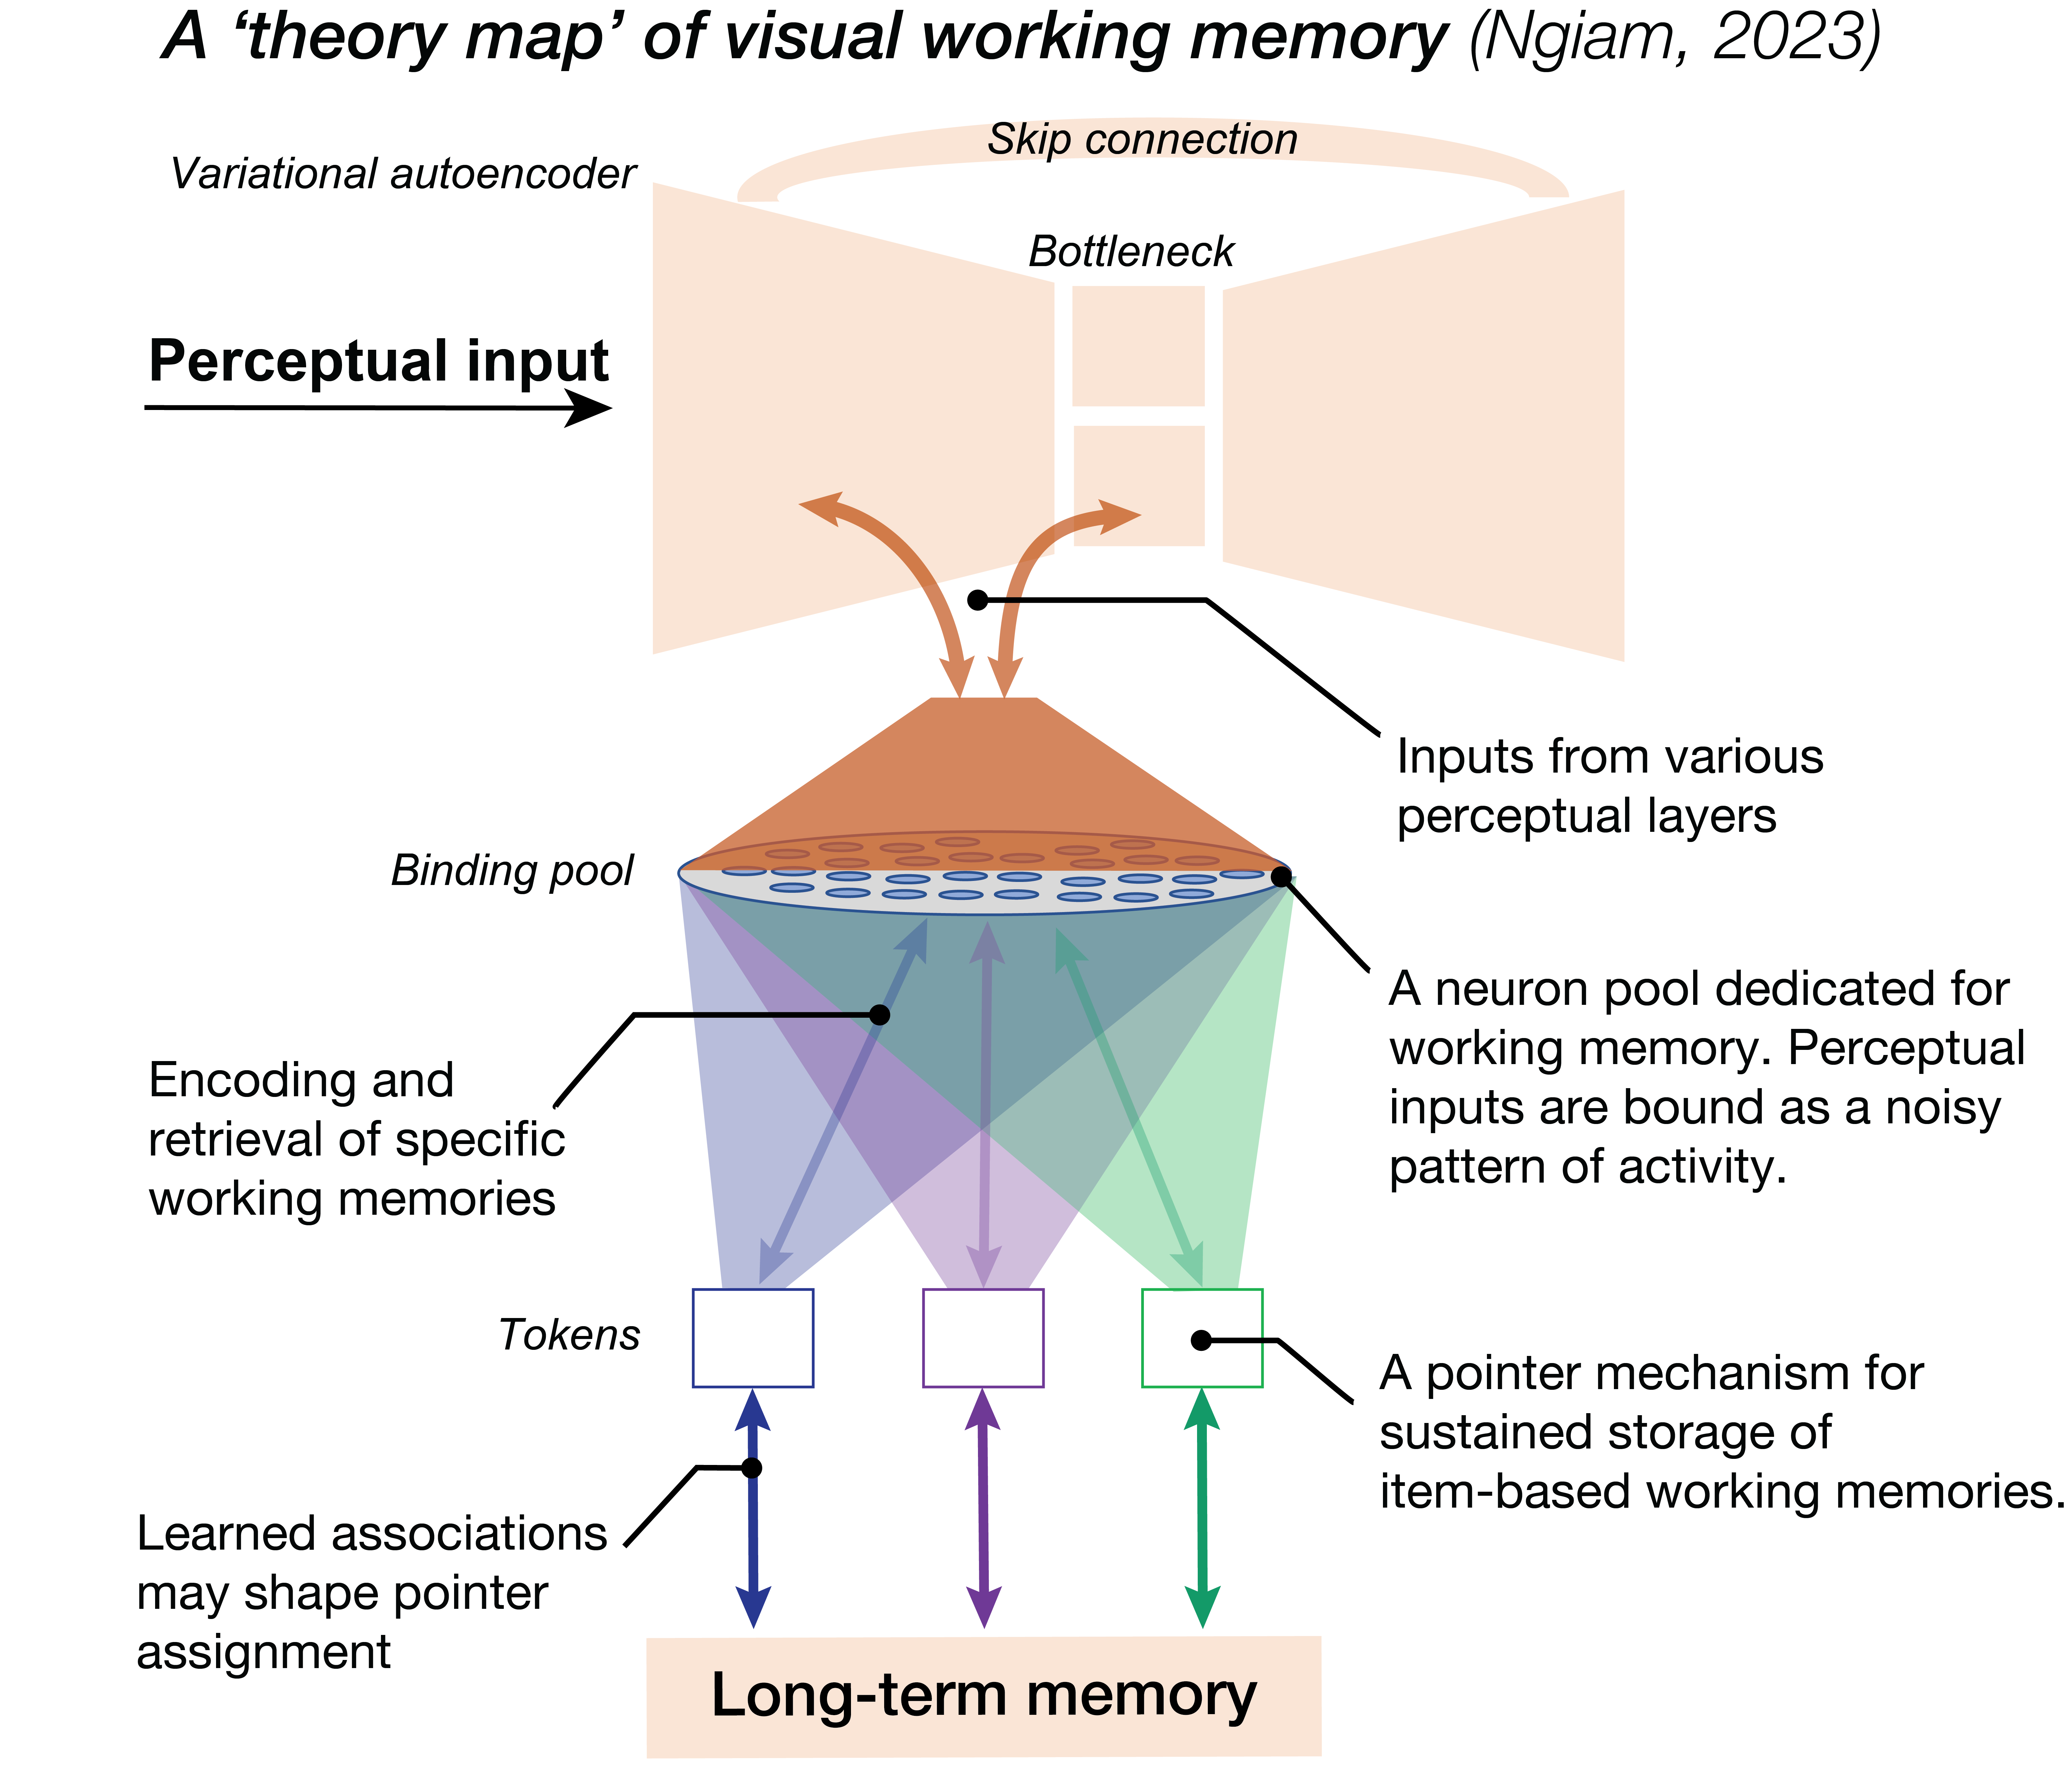 A ‘theory map’ of visual working memory (Ngiam, 2023)
Skip connection
Variational autoencoder
Bottleneck
Perceptual input
Inputs from various
perceptual layers
Binding pool
A neuron pool dedicated for
working memory. Perceptual
inputs are bound as a noisy
pattern of activity.
Encoding and
retrieval of specific
working memories
Tokens
A pointer mechanism for
sustained storage of
item-based working memories.
Learned associations
may shape pointer
assignment
Long-term memory